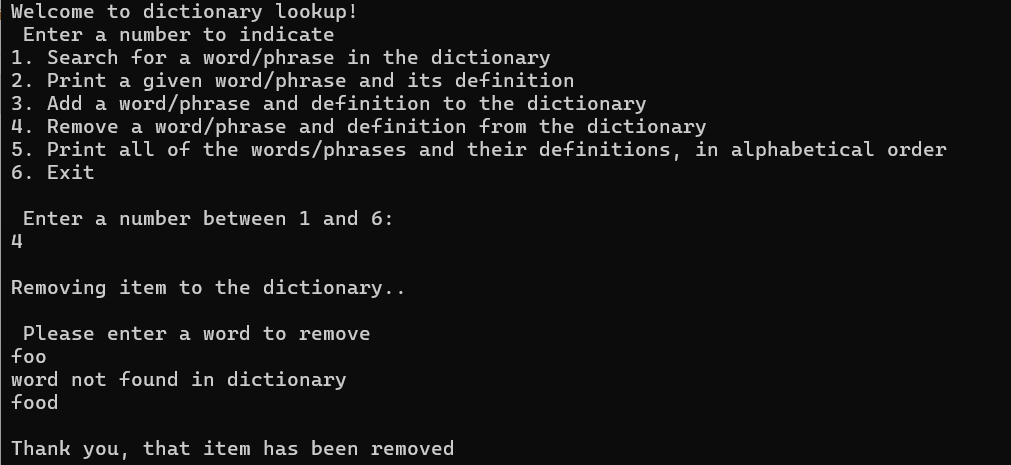 Welcome to dictionary lookup!
Enter a number to indicate
1. Search for a word/phrase in the dictionary
2. Print a given word/phrase and its definition
3. Add a word/phrase and definition to the dictionary
4. Remove a word/phrase and definition from the dictionary
5. Print all of the words/phrases and their definitions, in alphabetical order
6. Exit
Enter a number between 1 and 6:
4
Removing item to the dictionary..
Please enter a word to remove
foo
word not found in dictionary
food
Thank you, that item has been removed